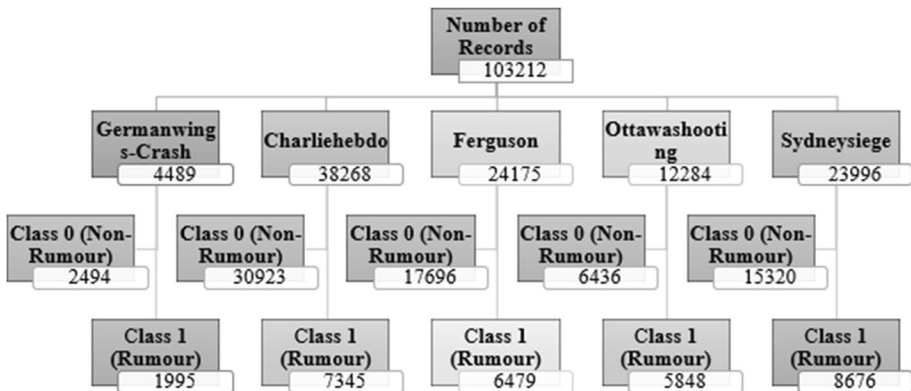 Number of
Records
103212
Germanwing
s-Crash
4489
Charliehebdo
38268
Ferguson
24175
Ottawashooti
ng
12284
Sydneysiege
23996
Class 0 (Non-
Rumour)
2494
Class 0 (Non-
Rumour)
30923
Class 0 (Non-
Rumour)
17696
Class 0 (Non-
Rumour)
6436
Class 0 (Non-
Rumour)
15320
Class 1
(Rumour)
1995
Class 1
(Rumour)
7345
Class 1
(Rumour)
6479
Class 1
(Rumour)
5848
Class 1
(Rumour)
8676